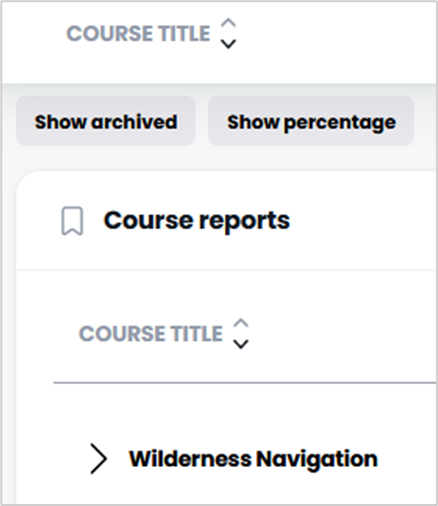 COURSE TITLE
Show archived Show percentage
Course reports
COURSE TITLE
Wilderness Navigation